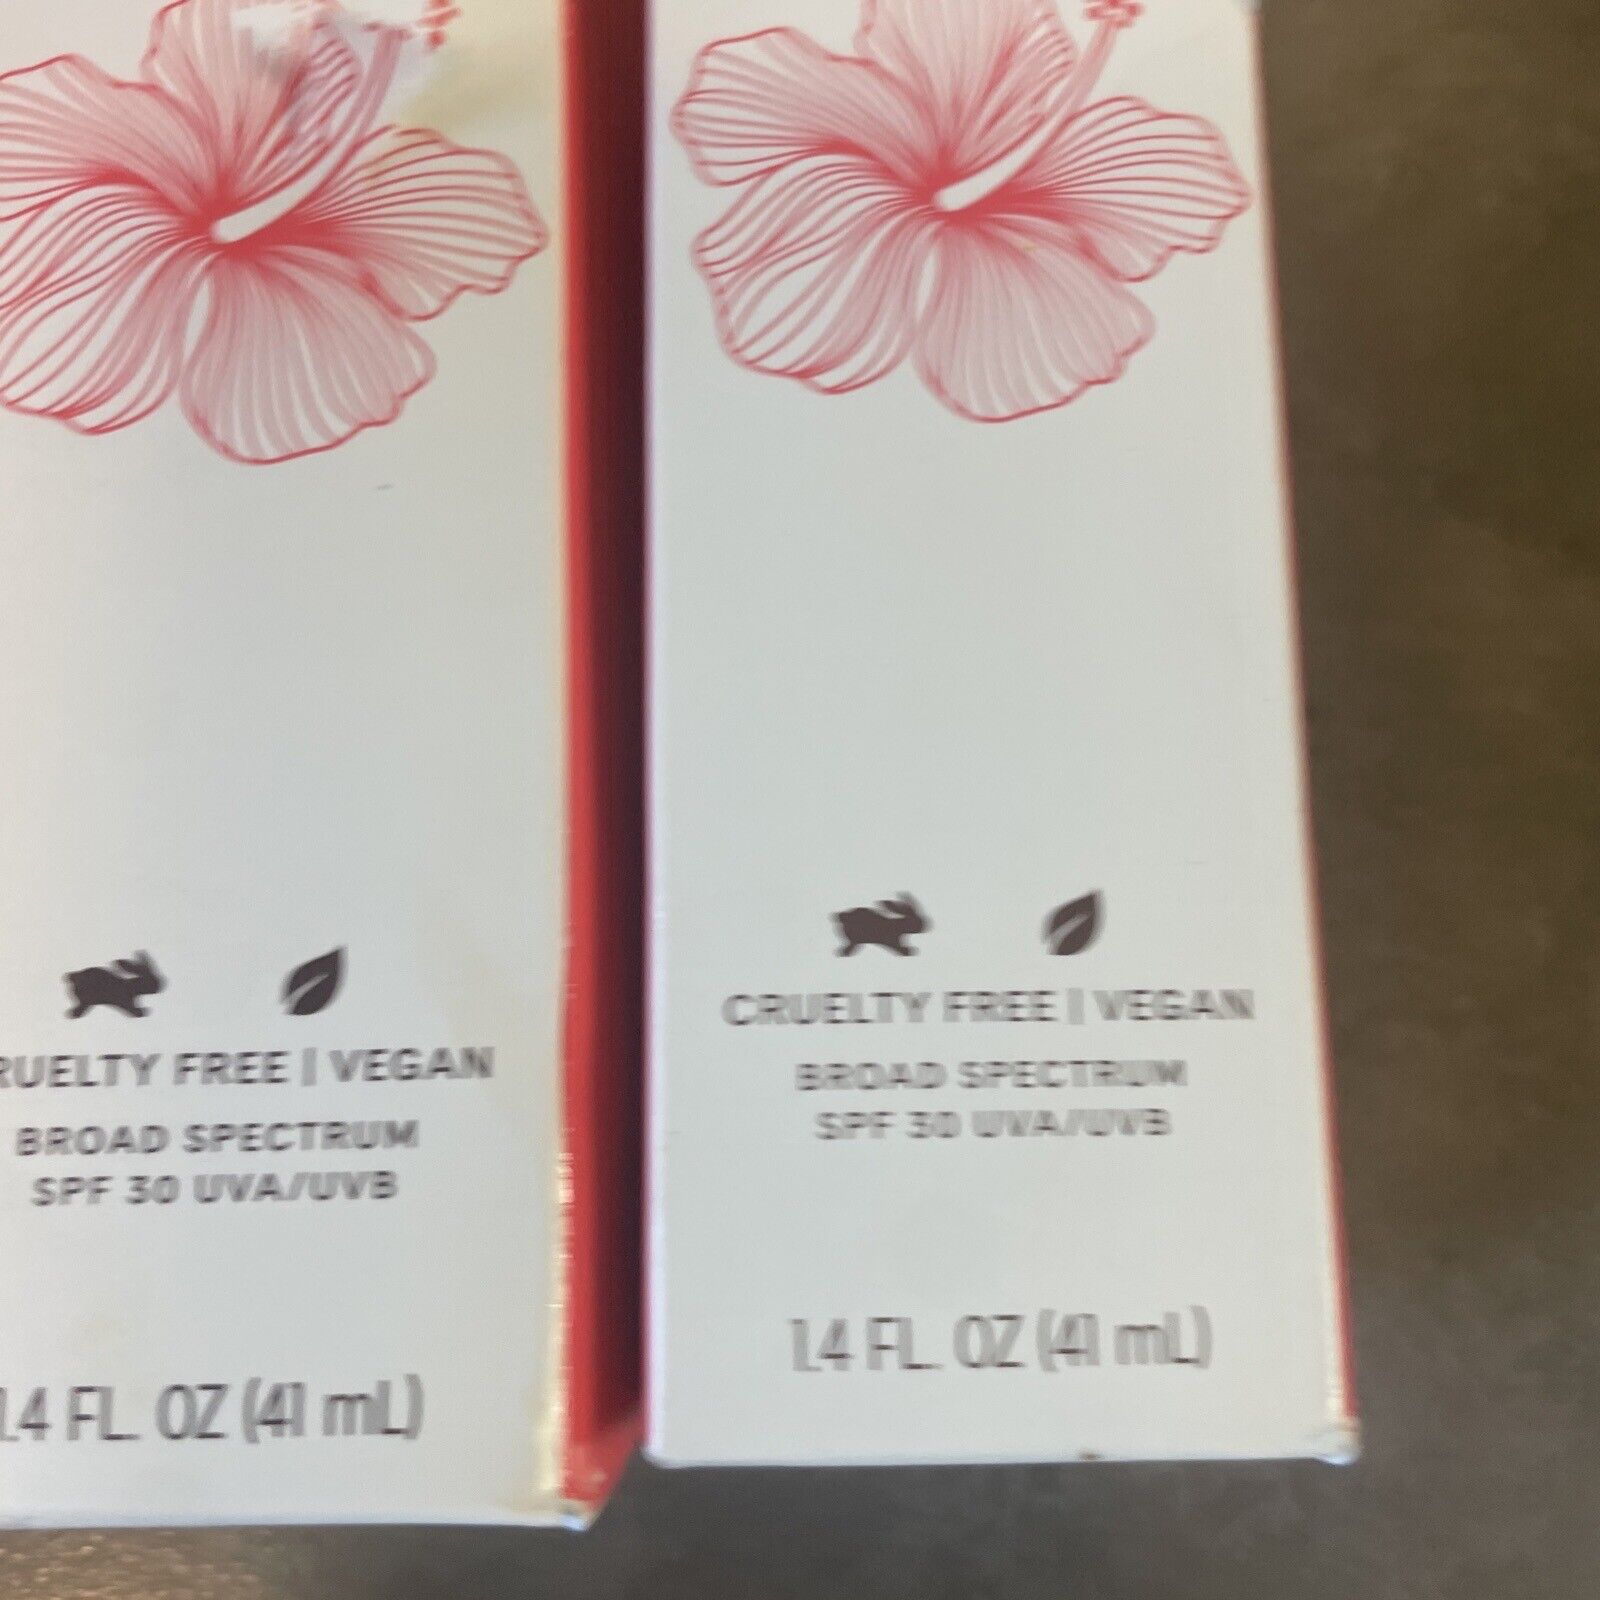 RUELTY FREE | VEGAN
BROAD SPECTRUM
SPF 30 UVA/UVB
1.4 FL. OZ (41 mL)
CRUELTY FREE | VEGAN
BROAD SPECTRUM
SPF 30 UVA/UVB
1.4 FL. OZ (41 mL)